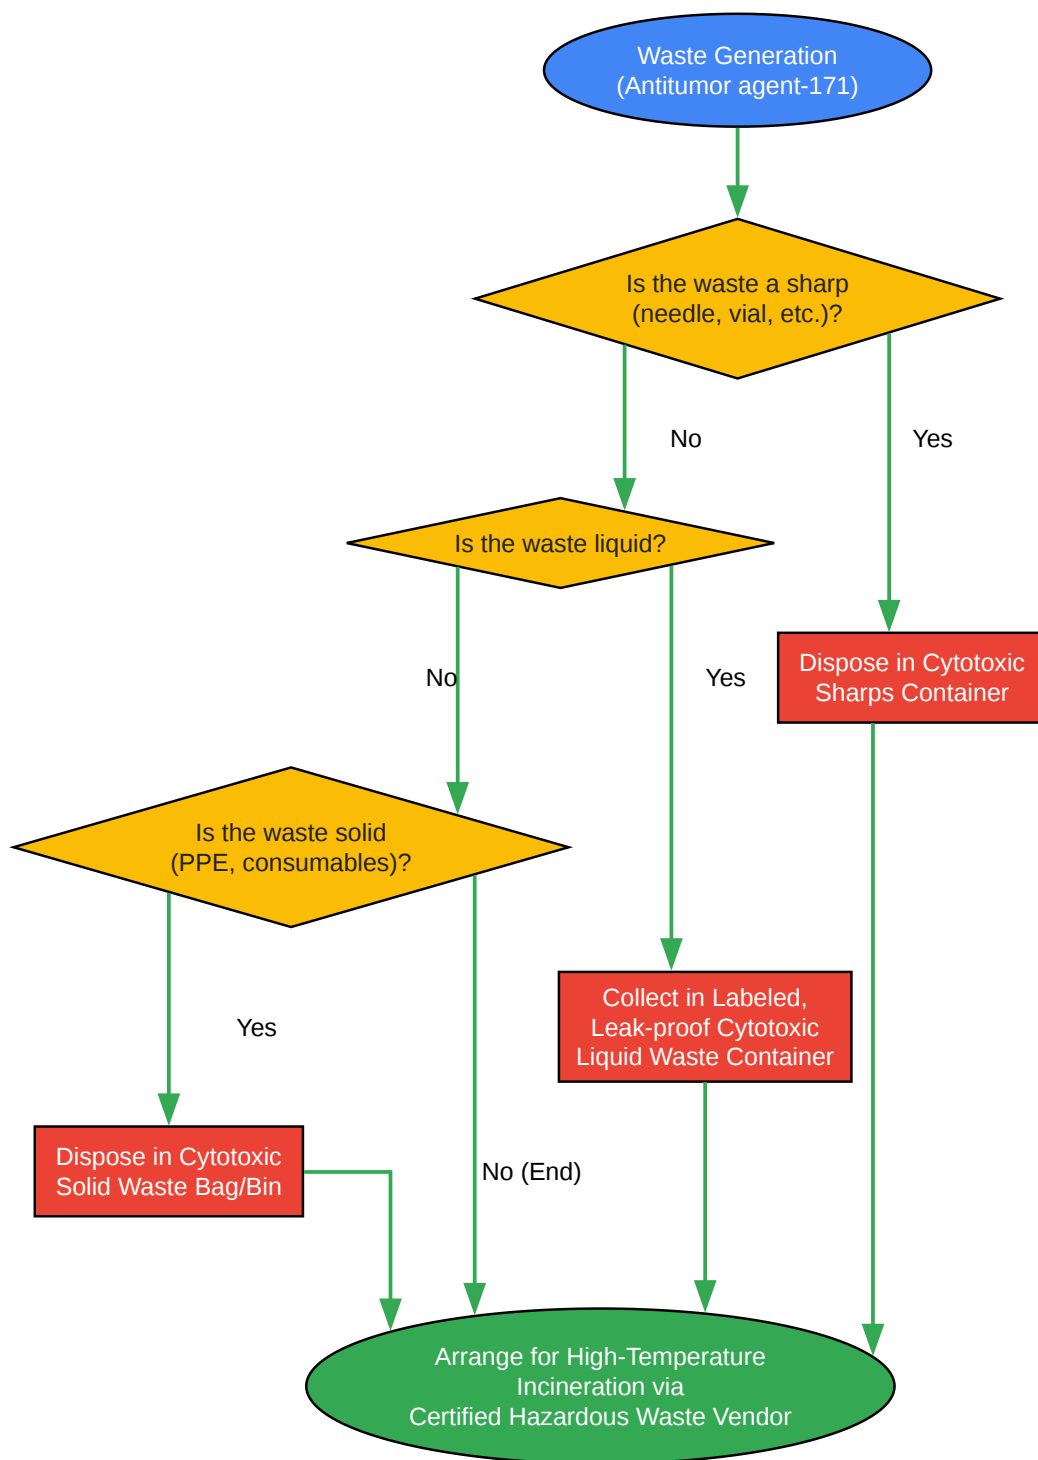 Waste Generation
(Antitumor agent-171)
Is the waste a sharp
(needle, vial, etc.)?
No
Yes
Is the waste liquid?
Dispose in Cytotoxic
Sharps Container
No
Yes
Is the waste solid
(PPE, consumables)?
Collect in Labeled,
Leak-proof Cytotoxic
Liquid Waste Container
Yes
Dispose in Cytotoxic
Solid Waste Bag/Bin
No (End)
Arrange for High-Temperature
Incineration via
Certified Hazardous Waste Vendor